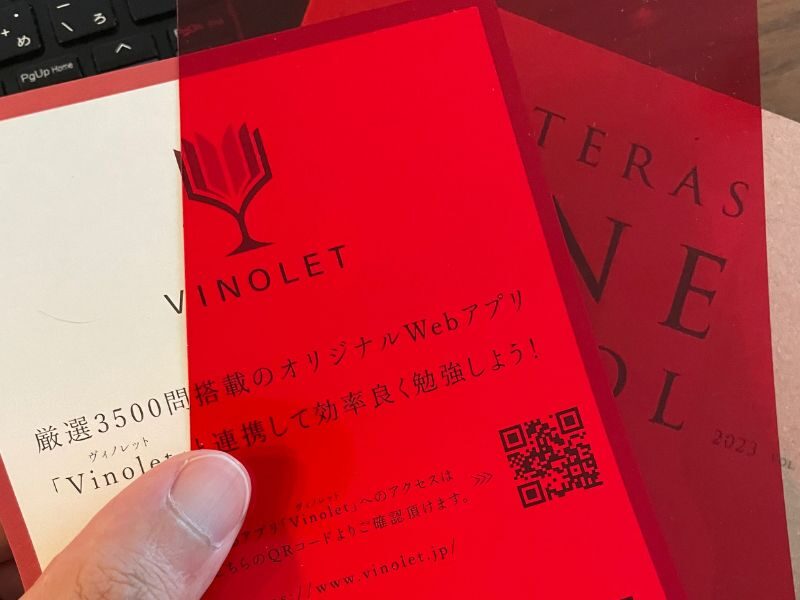 め
ろ
PgUp Home
VINOLET
厳選3500問搭載のオリジナルWebアプリ
ヴィノレット
「Vinolet 連携して効率良く勉強しよう!
ヴィノレット
アプリ「Vinolet」へのアクセスは
ちらのQRコードよりご確認頂けます。
https://www.vinolet.jp/
TERAS
NE
OL
2023 VOL